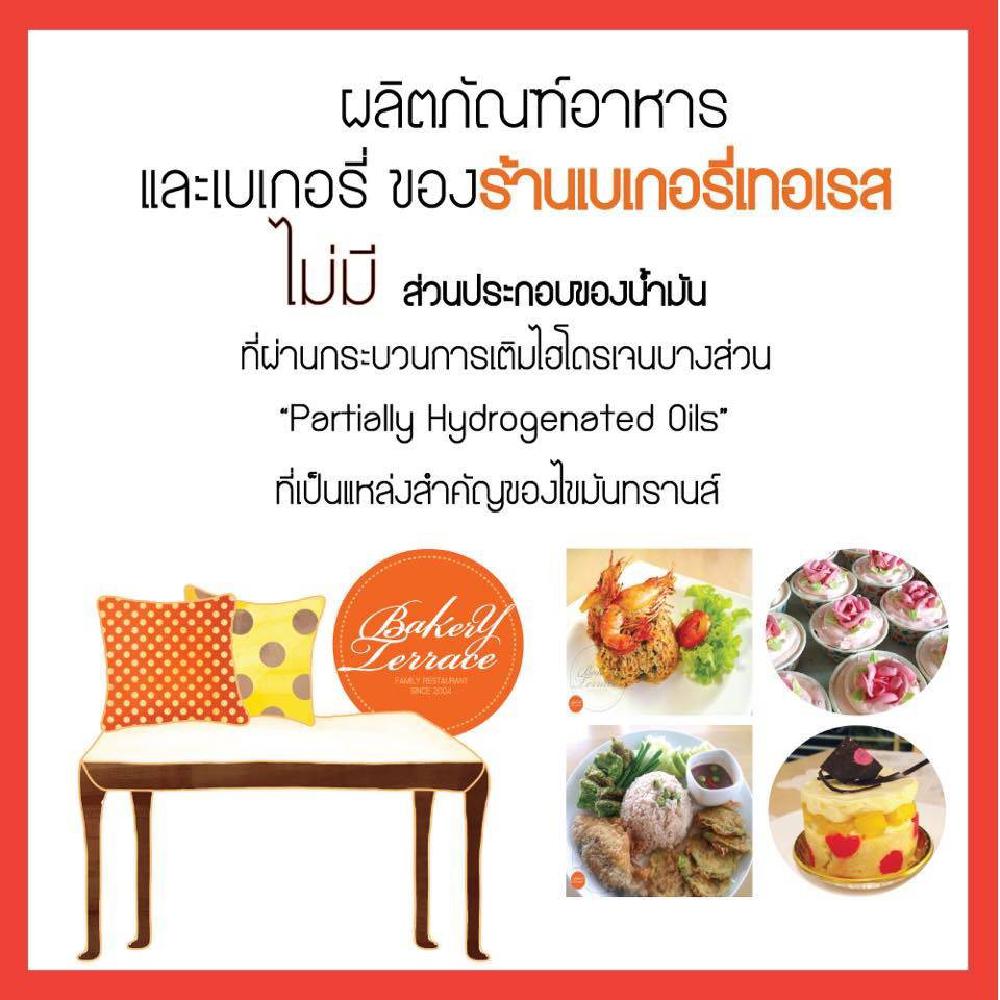 ผลิตภัณฑ์อาหาร
และเบเกอรี่ ของร้านเบเกอรี่เทอเรส
ไม่มี ส่วนประกอบของน้ำมัน
ที่ผ่านกระบวนการเติมไฮโดรเจนบางส่วน
“Partially Hydrogenated Oils”
ที่เป็นแหล่งสำคัญของไขมันทรานส์
Bakery
Terrace
FAMILY RESTAURANT
SINCE 2004
Bakery
Terrace